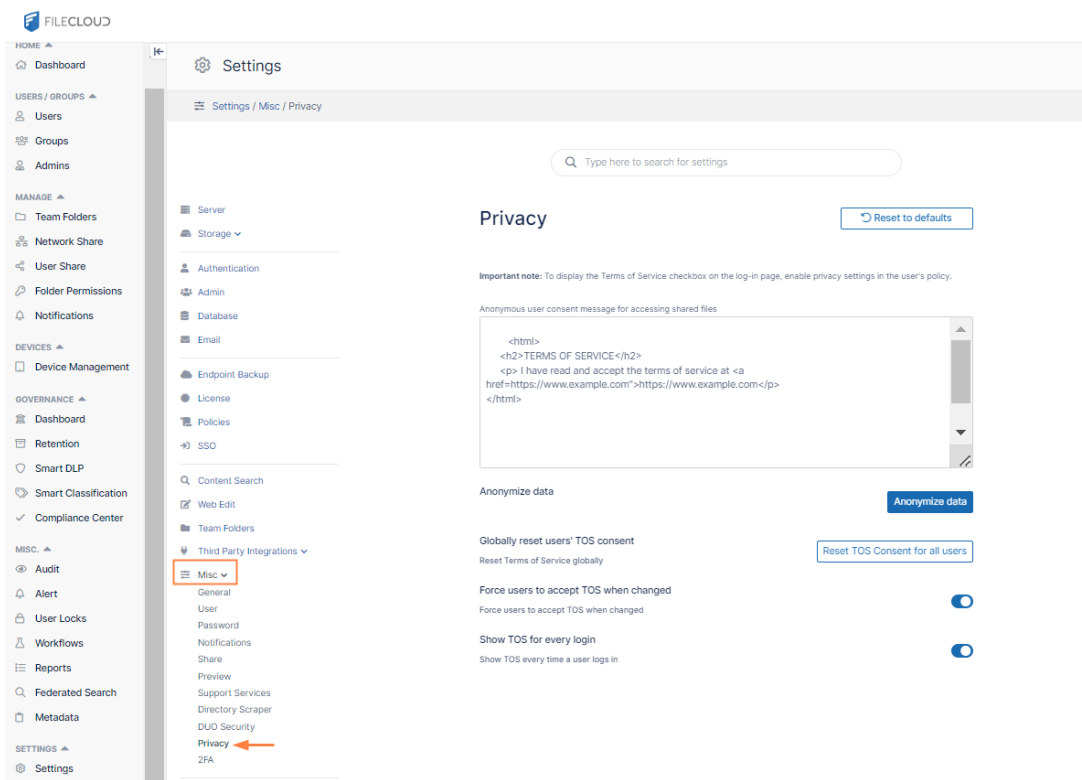 FILECLOUD
HOME
Dashboard
USERS / GROUPS
Users
Groups
Admins
MANAGE
Team Folders
Network Share
User Share
Folder Permissions
Notifications
DEVICES
Device Management
GOVERNANCE
Dashboard
Retention
Smart DLP
Smart Classification
Compliance Center
MISC.
Audit
Alert
User Locks
Workflows
Reports
Federated Search
Metadata
SETTINGS
Settings
Settings
Settings / Misc / Privacy
Type here to search for settings
Server
Storage
Authentication
Admin
Database
Email
Endpoint Backup
License
Policies
SSO
Content Search
Web Edit
Team Folders
Third Party Integrations
Misc
General
User
Password
Notifications
Share
Preview
Support Services
Directory Scraper
DUO Security
Privacy
2FA
Privacy
Reset to defaults
Important note: To display the Terms of Service checkbox on the log-in page, enable privacy settings in the user's policy.
Anonymous user consent message for accessing shared files
<html>
<h2>TERMS OF SERVICE</h2>
<p> I have read and accept the terms of service at <a
href=https://www.example.com">https://www.example.com</p>
</html>
Anonymize data
Anonymize data
Globally reset users' TOS consent
Reset Terms of Service globally
Reset TOS Consent for all users
Force users to accept TOS when changed
Force users to accept TOS when changed
Show TOS for every login
Show TOS every time a user logs in